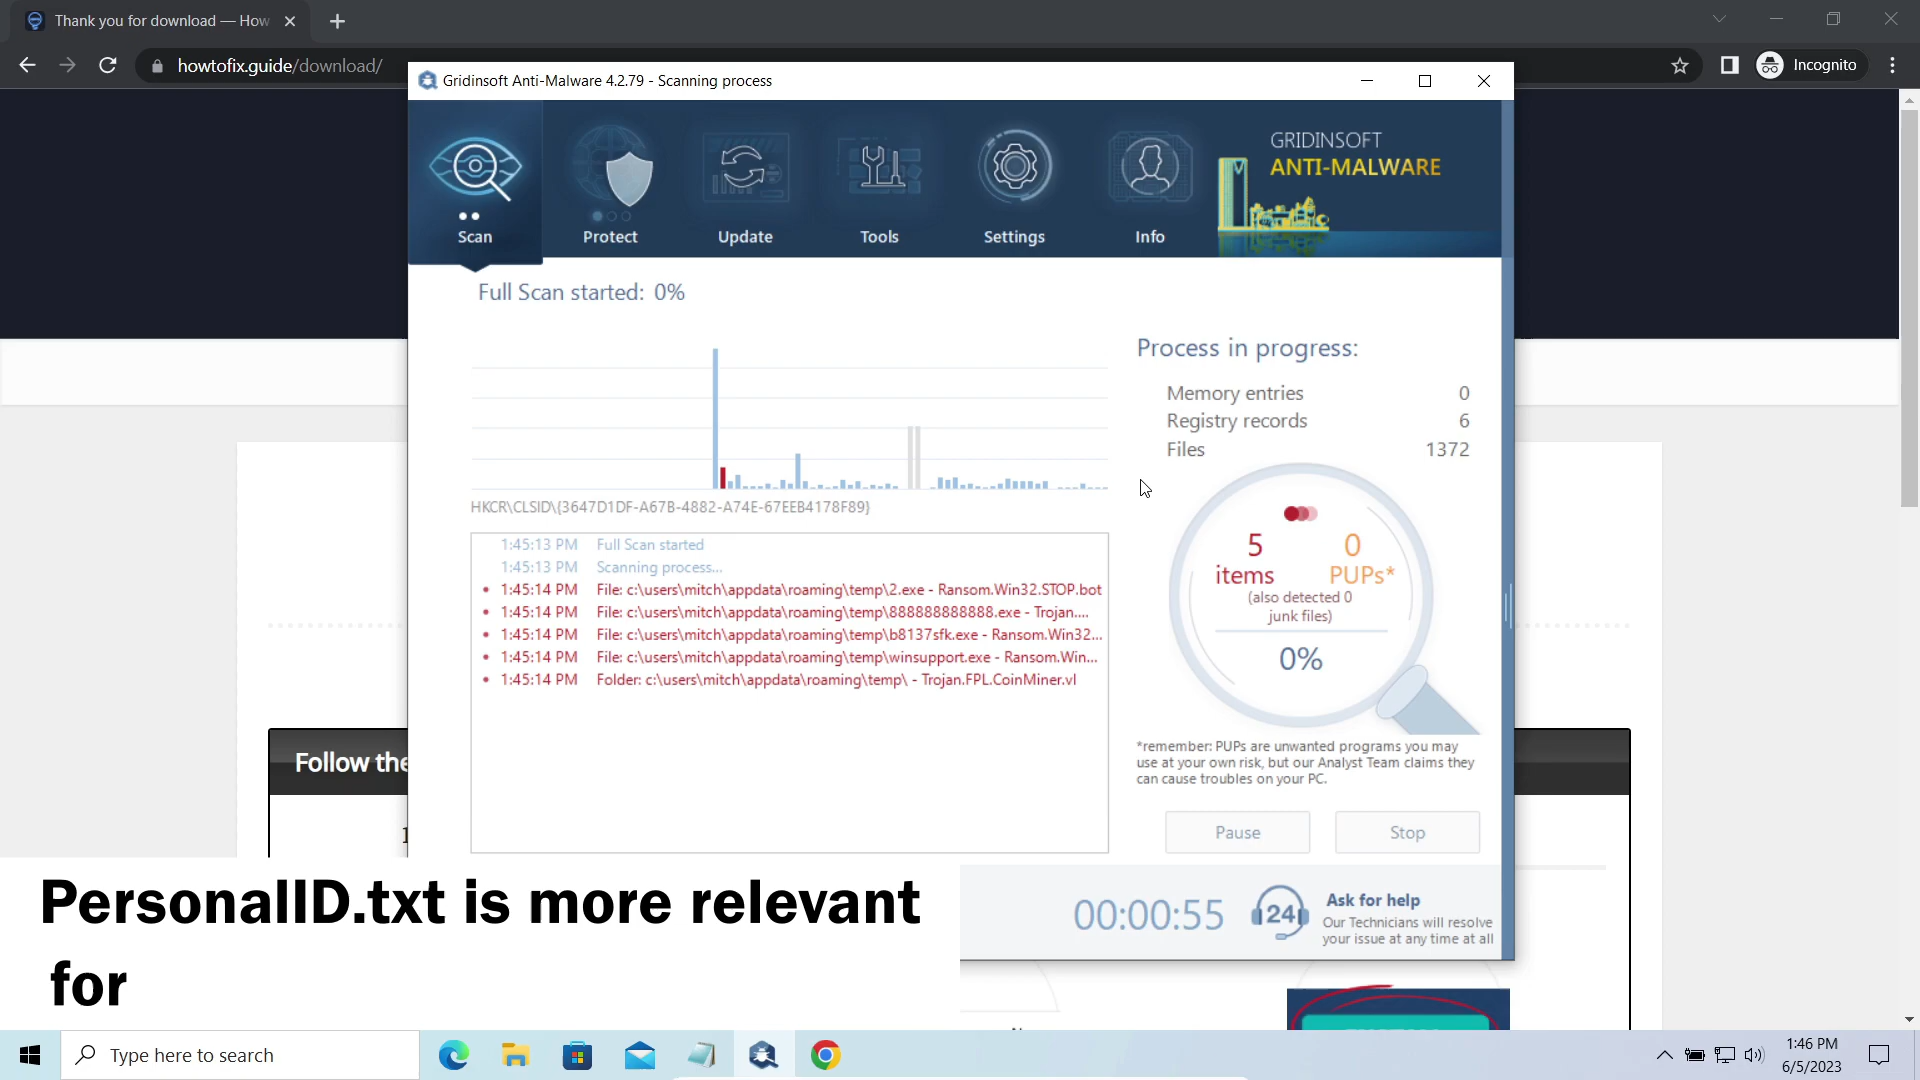 Thank you for download — How
howtofix.guide/download/
Incognito
Gridinsoft Anti-Malware 4.2.79 - Scanning process
Scan
Protect
Update
Tools
Settings
Info
GRIDINSOFT
ANTI-MALWARE
Full Scan started: 0%
Process in progress:
Memory entries 0
Registry records 6
Files 1372
HKCR\CLSID\{3647D1DF-A67B-4882-A74E-67EEB4178F89}
1:45:13 PM Full Scan started
1:45:13 PM Scanning process...
• 1:45:14 PM File: c:\users\mitch\appdata\roaming\temp\2.exe - Ransom.Win32.STOP.bot
• 1:45:14 PM File: c:\users\mitch\appdata\roaming\temp\888888888888.exe - Trojan....
• 1:45:14 PM File: c:\users\mitch\appdata\roaming\temp\b8137sfk.exe - Ransom.Win32...
• 1:45:14 PM File: c:\users\mitch\appdata\roaming\temp\winsupport.exe - Ransom.Win...
• 1:45:14 PM Folder: c:\users\mitch\appdata\roaming\temp\ - Trojan.FPL.CoinMiner.vl
5 0
items PUPs*
(also detected 0
junk files)
0%
*remember: PUPs are unwanted programs you may
use at your own risk, but our Analyst Team claims they
can cause troubles on your PC.
Pause
Stop
Follow the
1
PersonalID.txt is more relevant
for
00:00:55
24
Ask for help
Our Technicians will resolve
your issue at any time at all
Type here to search
1:46 PM
6/5/2023